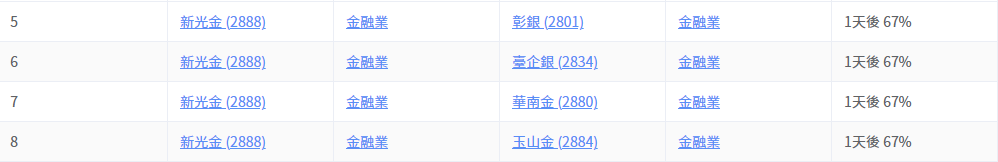 5 新光金 (2888) 金融業 彰銀 (2801) 金融業 1天後 67%
6 新光金 (2888) 金融業 臺企銀 (2834) 金融業 1天後 67%
7 新光金 (2888) 金融業 華南金 (2880) 金融業 1天後 67%
8 新光金 (2888) 金融業 玉山金 (2884) 金融業 1天後 67%